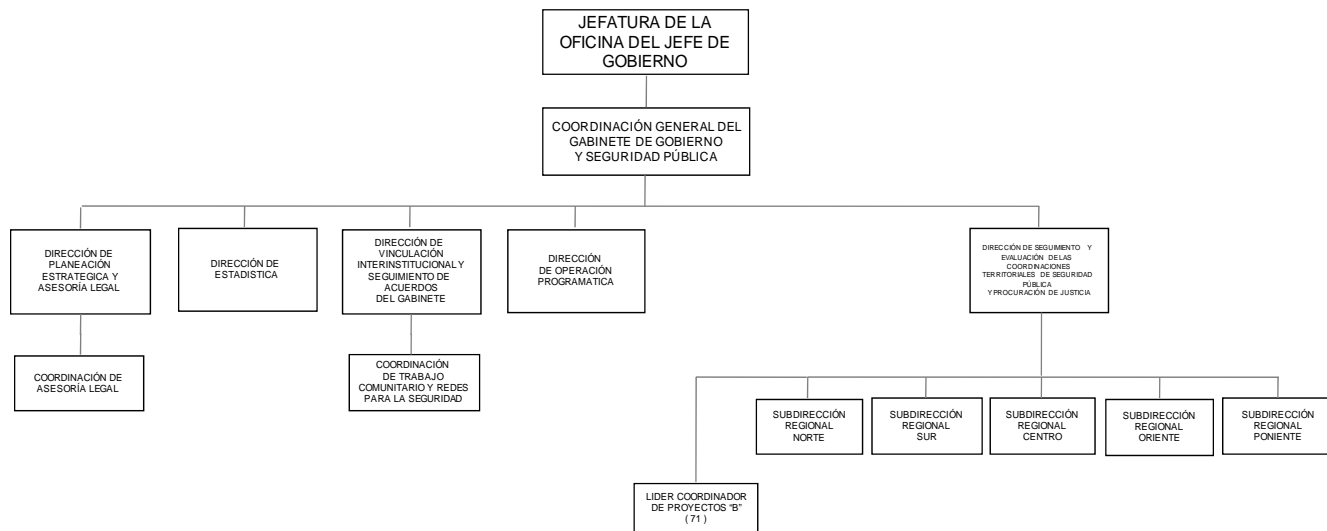 JEFATURA DE LA
OFICINA DEL JEFE DE
GOBIERNO
COORDINACIÓN GENERAL DEL
GABINETE DE GOBIERNO
Y SEGURIDAD PÚBLICA
DIRECCIÓN DE
PLANEACIÓN
ESTRATEGICA Y
ASESORÍA LEGAL
DIRECCIÓN DE
ESTADISTICA
DIRECCIÓN DE
VINCULACIÓN
INTERINSTITUCIONAL Y
SEGUIMIENTO DE
ACUERDOS
DEL GABINETE
DIRECCIÓN
DE OPERACIÓN
PROGRAMATICA
DIRECCIÓN DE SEGUIMIENTO Y
EVALUACIÓN DE LAS
COORDINACIONES
TERRITORIALES DE SEGURIDAD
PÚBLICA
Y PROCURACIÓN DE JUSTICIA
COORDINACIÓN DE
ASESORÍA LEGAL
COORDINACIÓN
DE TRABAJO
COMUNITARIO Y REDES
PARA LA SEGURIDAD
SUBDIRECCIÓN
REGIONAL
NORTE
SUBDIRECCIÓN
REGIONAL
SUR
SUBDIRECCIÓN
REGIONAL
CENTRO
SUBDIRECCIÓN
REGIONAL
ORIENTE
SUBDIRECCIÓN
REGIONAL
PONIENTE
LIDER COORDINADOR
DE PROYECTOS "B"
( 71 )